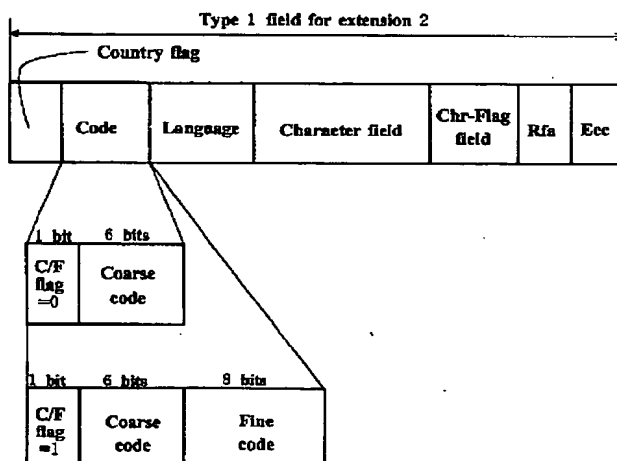 Type 1 field for extension 2
Country flag
Code
Language
Character field
Chr-Flag
field
Rfa
Ecc
1 bit
6 bits
C/F
flag
=0
Coarse
code
1 bit
6 bits
8 bits
C/F
flag
=1
Coarse
code
Fine
code